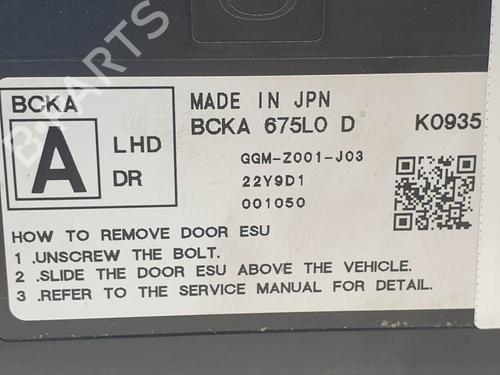 BCKA
A
LHD
DR
MADE IN JPN
BCKA 675L0 D K0935
GGM-Z001-J03
22Y9D1
001050
HOW TO REMOVE DOOR ESU
1 .UNSCREW THE BOLT.
2 .SLIDE THE DOOR ESU ABOVE THE VEHICLE.
3 .REFER TO THE SERVICE MANUAL FOR DETAIL.